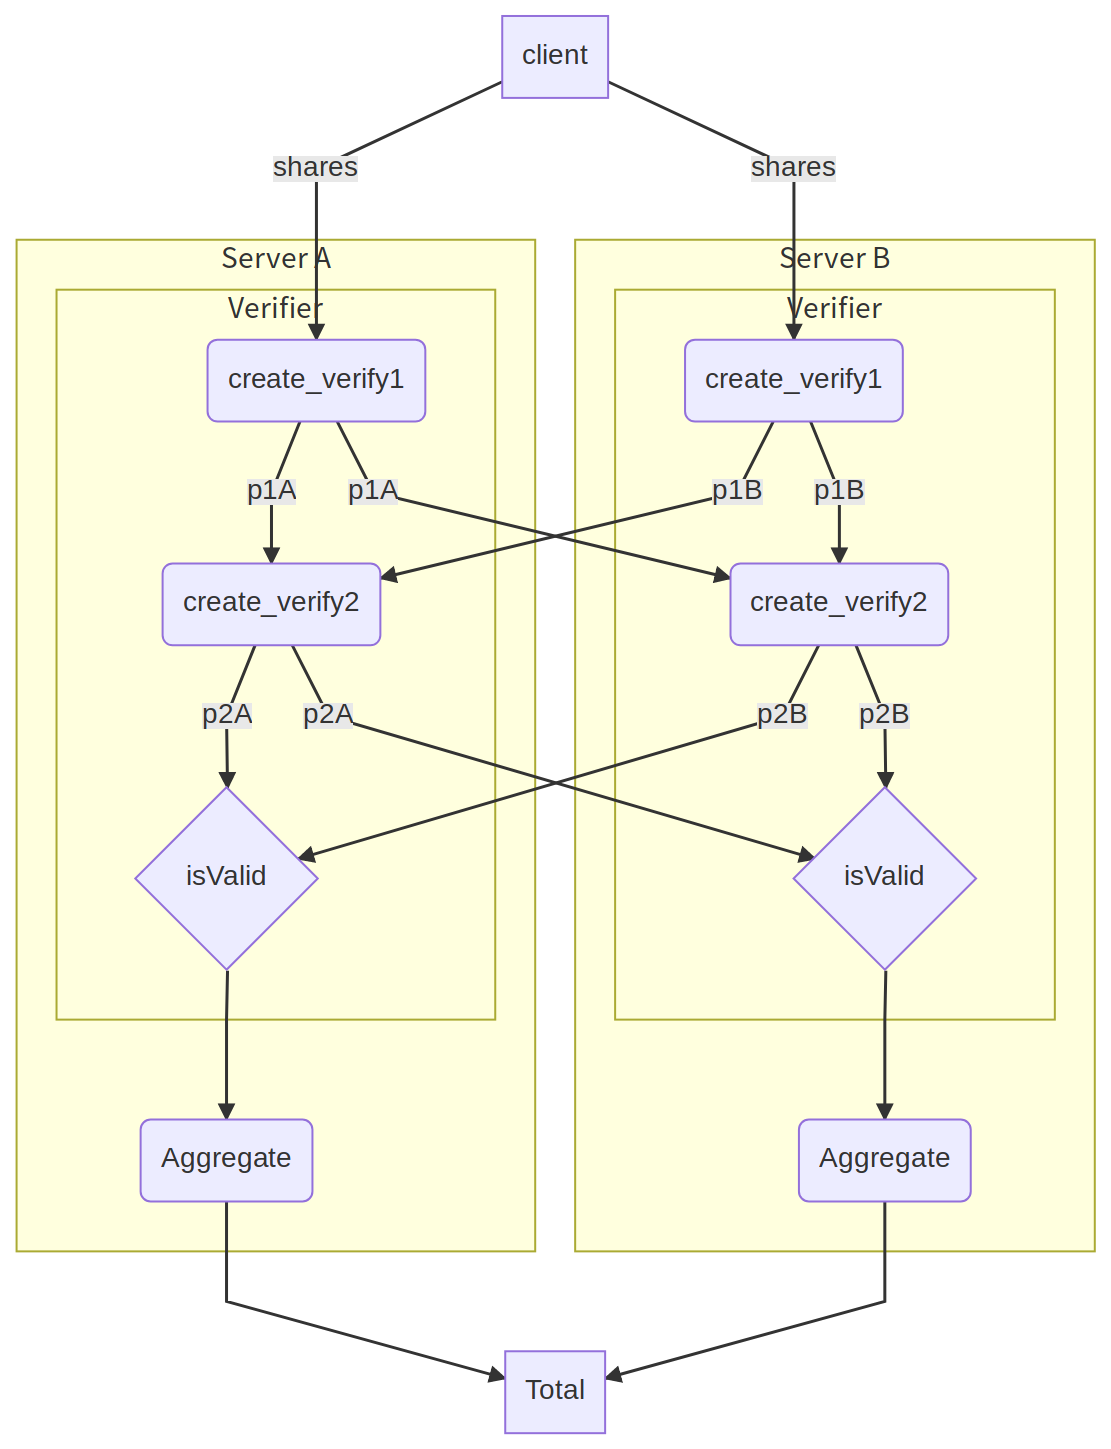 client
shares
shares
Server A
Server B
Verifier
Verifier
create_verify1
create_verify1
p1A
p1A
p1B
p1B
create_verify2
create_verify2
p2A
p2A
p2B
p2B
isValid
isValid
Aggregate
Aggregate
Total